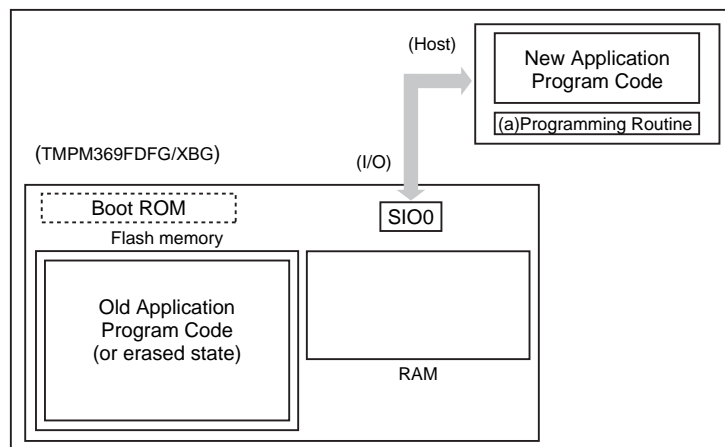 (Host)
New Application
Program Code
(a)Programming Routine
(TMPM369FDFG/XBG)
(I/O)
Boot ROM
SIO0
Flash memory
Old Application
Program Code
(or erased state)
RAM